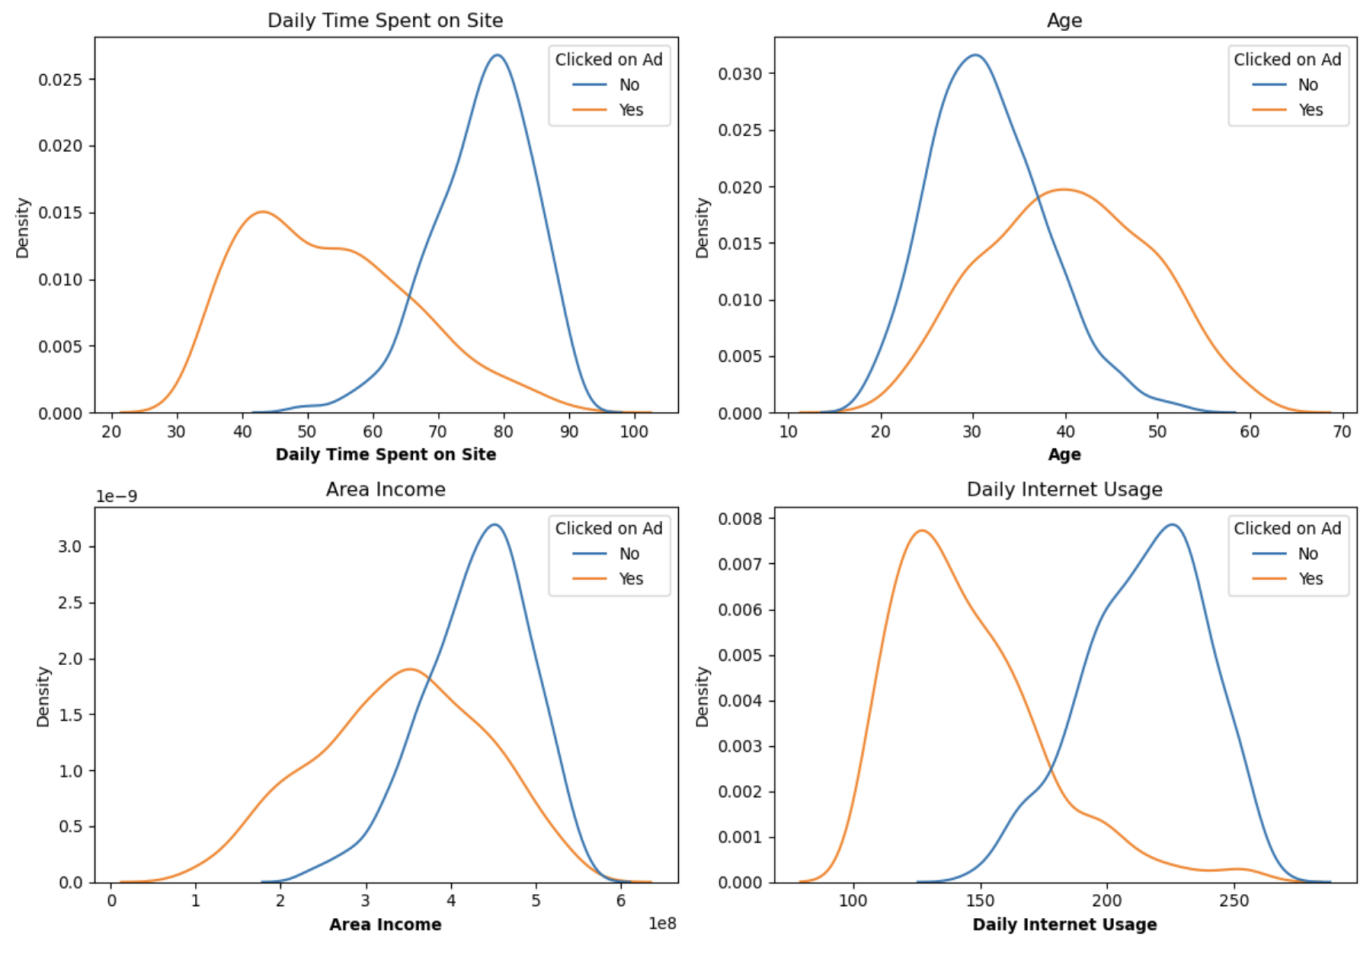 Daily Time Spent on Site
Density
0.025
0.020
0.015
0.010
0.005
0.000
20 30 40 50 60 70 80 90 100
Daily Time Spent on Site
Clicked on Ad
No
Yes
Age
Density
0.030
0.025
0.020
0.015
0.010
0.005
0.000
10 20 30 40 50 60 70
Age
Clicked on Ad
No
Yes
Area Income
1e−9
Density
3.0
2.5
2.0
1.5
1.0
0.5
0.0
0 1 2 3 4 5 6
1e8
Area Income
Clicked on Ad
No
Yes
Daily Internet Usage
Density
0.008
0.007
0.006
0.005
0.004
0.003
0.002
0.001
0.000
100 150 200 250
Daily Internet Usage
Clicked on Ad
No
Yes